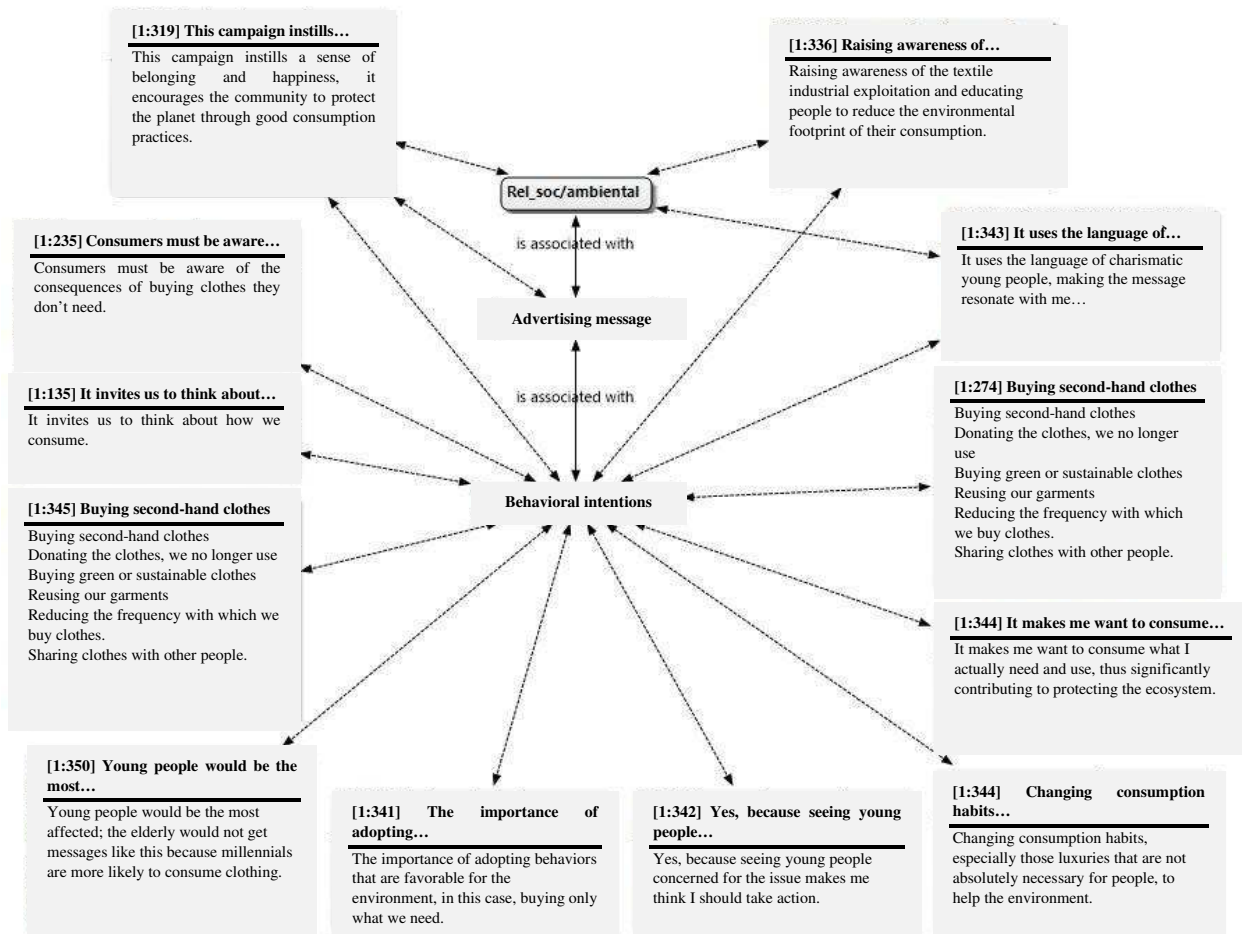 [1:319] This campaign instills…
This campaign instills a sense of
belonging and happiness, it
encourages the community to protect
the planet through good consumption
practices.
[1:336] Raising awareness of…
Raising awareness of the textile
industrial exploitation and educating
people to reduce the environmental
footprint of their consumption.
Rel_soc/ambiental
is associated with
Advertising message
is associated with
Behavioral intentions
[1:235] Consumers must be aware…
Consumers must be aware of the
consequences of buying clothes they
don’t need.
[1:343] It uses the language of…
It uses the language of charismatic
young people, making the message
resonate with me…
[1:135] It invites us to think about…
It invites us to think about how we
consume.
[1:274] Buying second-hand clothes
Buying second-hand clothes
Donating the clothes, we no longer
use
Buying green or sustainable clothes
Reusing our garments
Reducing the frequency with which
we buy clothes.
Sharing clothes with other people.
[1:345] Buying second-hand clothes
Buying second-hand clothes
Donating the clothes, we no longer use
Buying green or sustainable clothes
Reusing our garments
Reducing the frequency with which we
buy clothes.
Sharing clothes with other people.
[1:344] It makes me want to consume…
It makes me want to consume what I
actually need and use, thus significantly
contributing to protecting the ecosystem.
[1:350] Young people would be the
most…
Young people would be the most
affected; the elderly would not get
messages like this because millennials
are more likely to consume clothing.
[1:341] The importance of
adopting…
The importance of adopting behaviors
that are favorable for the
environment, in this case, buying only
what we need.
[1:342] Yes, because seeing young
people…
Yes, because seeing young people
concerned for the issue makes me
think I should take action.
[1:344] Changing consumption
habits…
Changing consumption habits,
especially those luxuries that are not
absolutely necessary for people, to
help the environment.